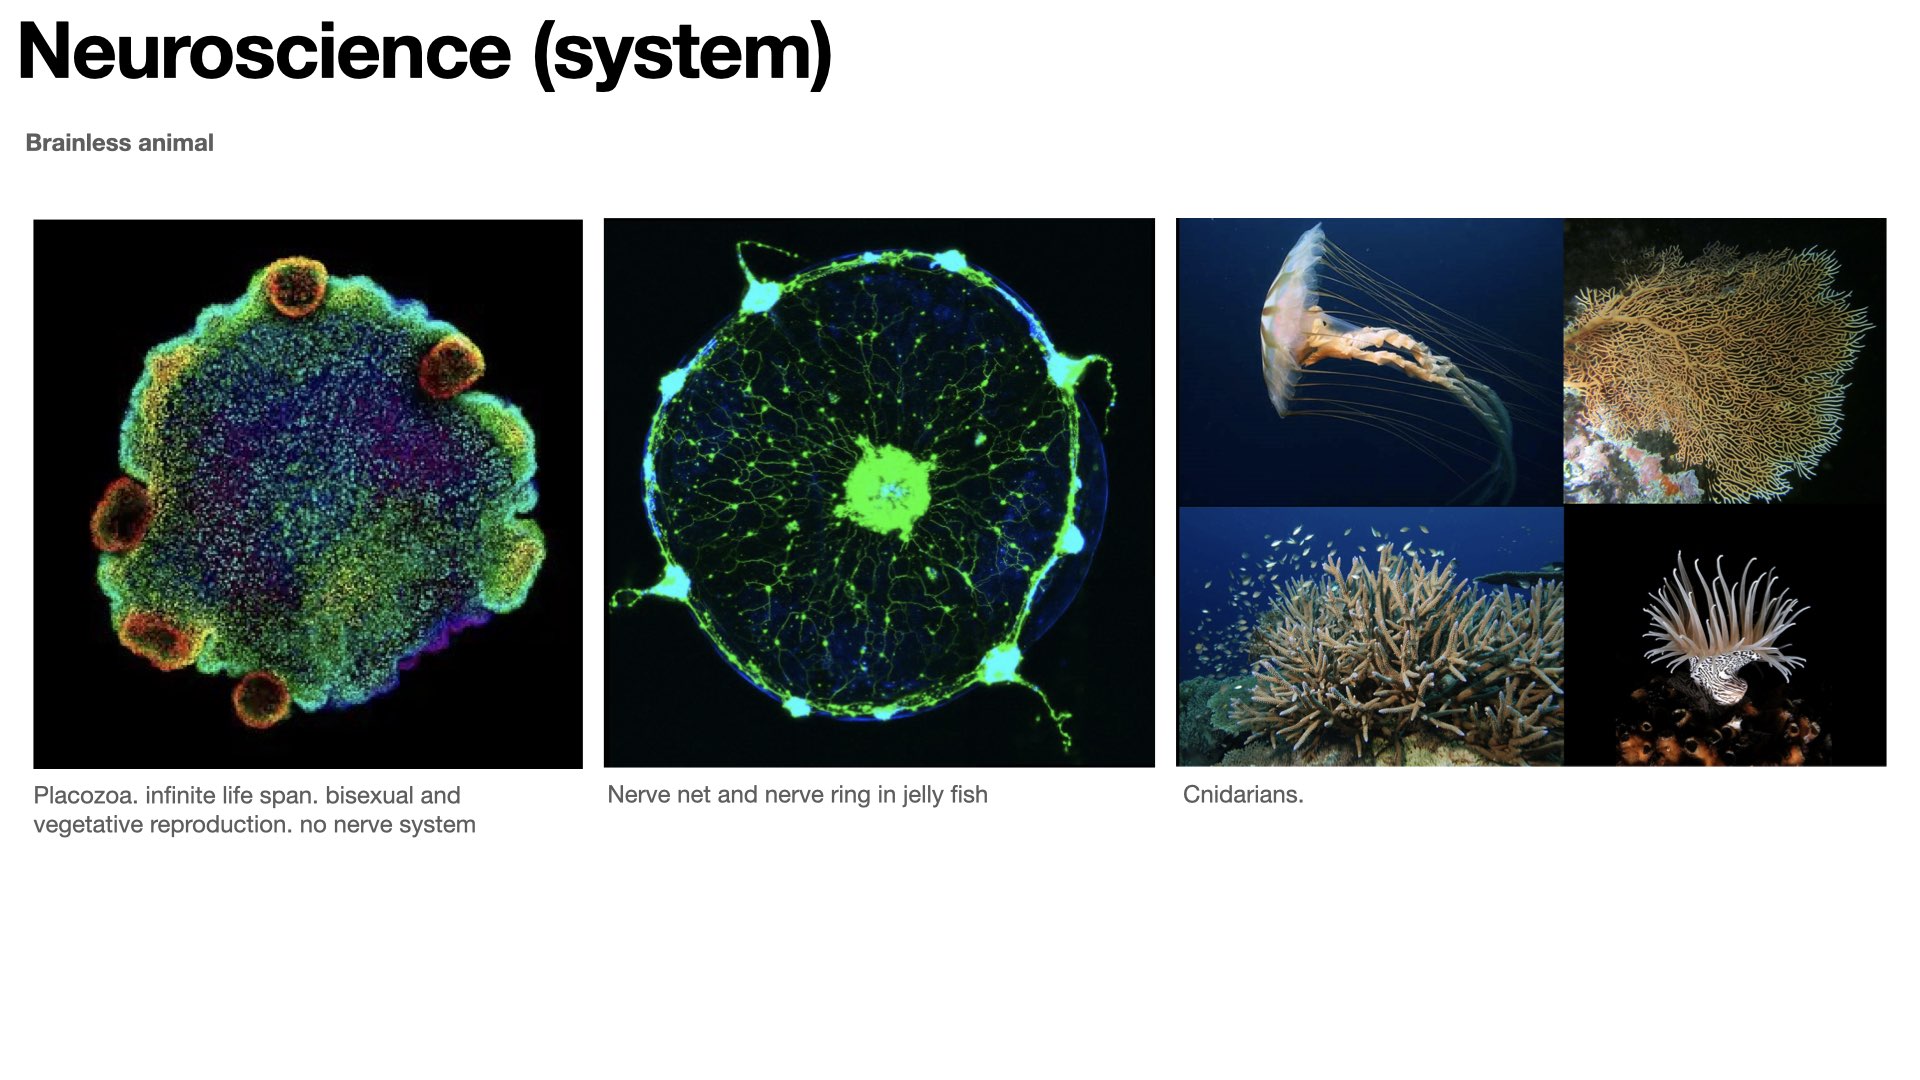 Neuroscience (system)
Brainless animal
Placozoa. infinite life span. bisexual and
vegetative reproduction. no nerve system
Nerve net and nerve ring in jelly fish
Cnidarians.